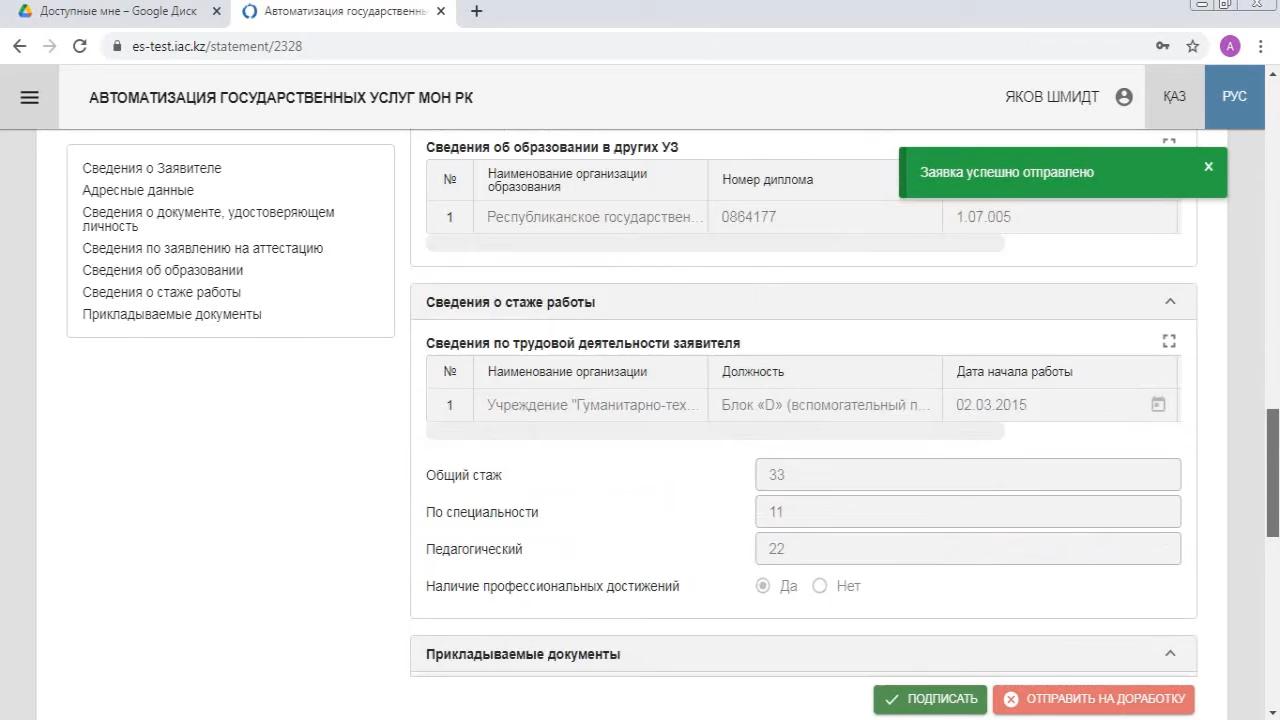 Доступные мне – Google Диск
Автоматизация государственн
es-test.iac.kz/statement/2328
A
АВТОМАТИЗАЦИЯ ГОСУДАРСТВЕННЫХ УСЛУГ МОН РК
ЯКОВ ШМИДТ
ҚАЗ
РУС
Сведения о Заявителе
Адресные данные
Сведения о документе, удостоверяющем
личность
Сведения по заявлению на аттестацию
Сведения об образовании
Сведения о стаже работы
Прикладываемые документы
Заявка успешно отправлено
x
Сведения об образовании в других УЗ
№ Наименование организации образования Номер диплома
1 Республиканское государствен... 0864177 1.07.005
Сведения о стаже работы
Сведения по трудовой деятельности заявителя
№ Наименование организации Должность Дата начала работы
1 Учреждение "Гуманитарно-тех... Блок «D» (вспомогательный п... 02.03.2015
Общий стаж 33
По специальности 11
Педагогический 22
Наличие профессиональных достижений Да Нет
Прикладываемые документы
ПОДПИСАТЬ
ОТПРАВИТЬ НА ДОРАБОТКУ